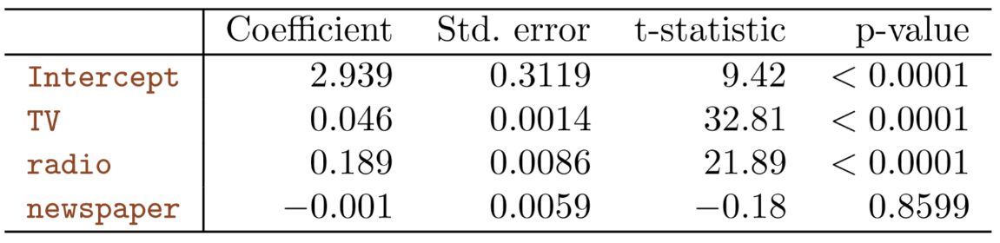 Coefficient Std. error t-statistic p-value
Intercept 2.939 0.3119 9.42 < 0.0001
TV 0.046 0.0014 32.81 < 0.0001
radio 0.189 0.0086 21.89 < 0.0001
newspaper −0.001 0.0059 −0.18 0.8599